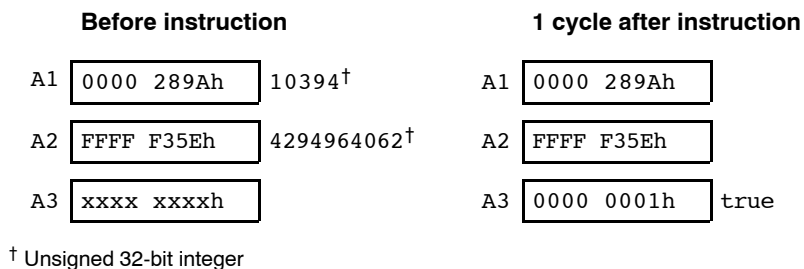 Before instruction 1 cycle after instruction
A1 0000 289Ah 10394† A1 0000 289Ah
A2 FFFF F35Eh 4294964062† A2 FFFF F35Eh
A3 xxxx xxxxh A3 0000 0001h true
† Unsigned 32-bit integer